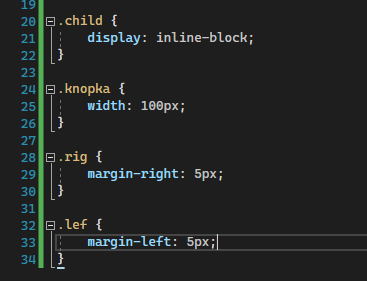 19
20 .child {
21 display: inline-block;
22 }
23
24 .knopka {
25 width: 100px;
26 }
27
28 .rig {
29 margin-right: 5px;
30 }
31
32 .lef {
33 margin-left: 5px;
34 }